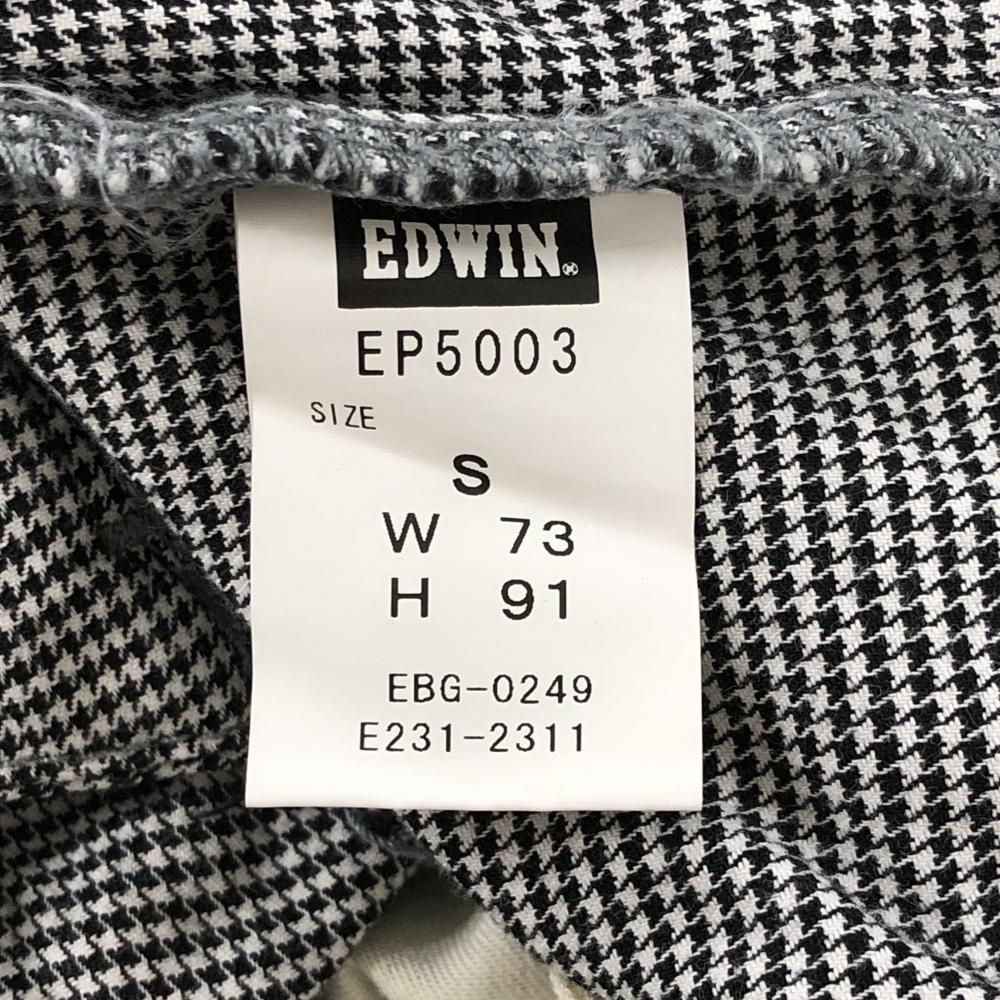 EDWIN
EP5003
SIZE
S
W 73
H 91
EBG-0249
E231-2311